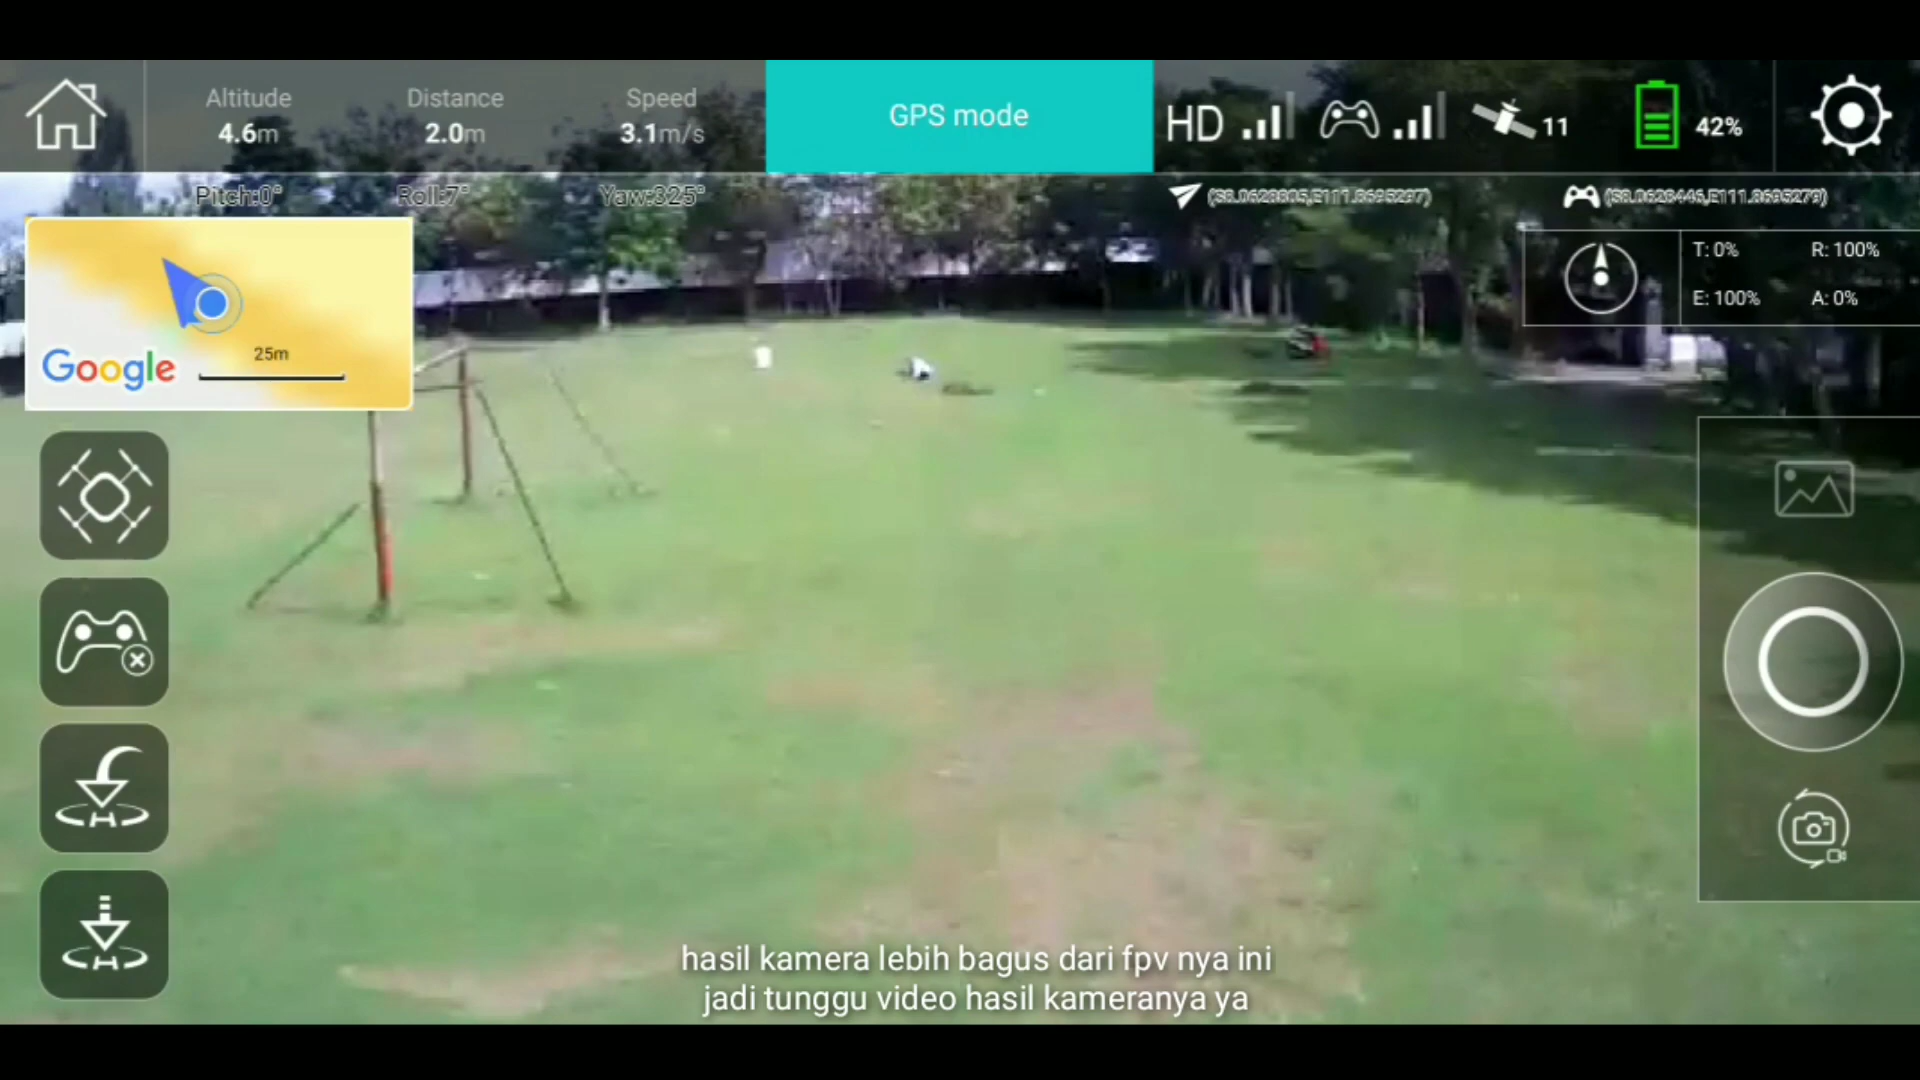 Altitude
4.6m
Distance
2.0m
Speed
3.1m/s
GPS mode
HD
11
42%
Pitch:0°
Roll:7°
Yaw:325°
T: 0%
R: 100%
E: 100%
A: 0%
Google
25m
hasil kamera lebih bagus dari fpv nya ini
jadi tunggu video hasil kameranya ya